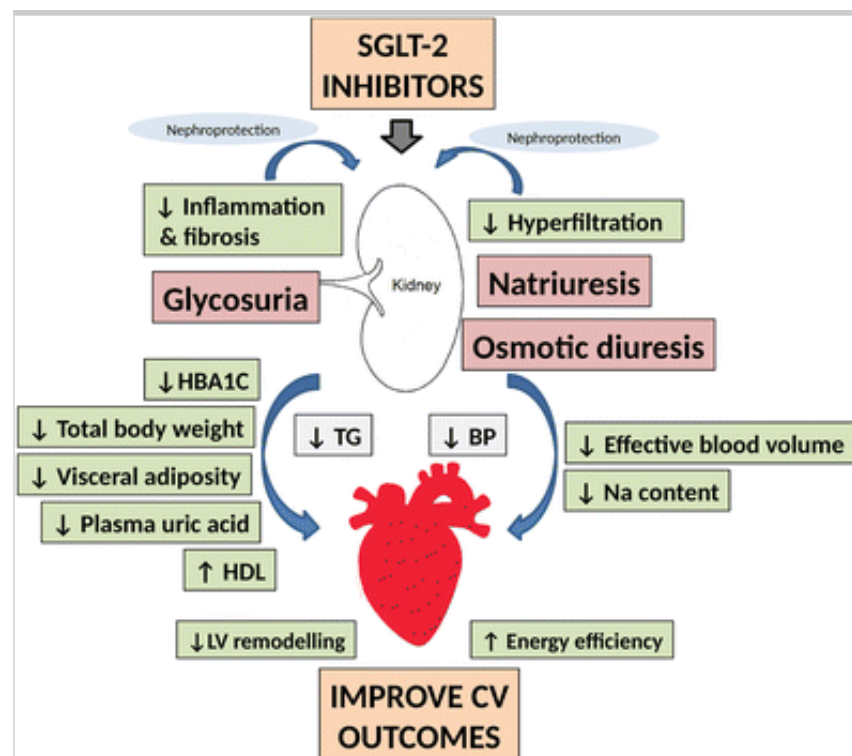 SGLT-2
INHIBITORS
Nephroprotection
Nephroprotection
↓ Inflammation
& fibrosis
↓ Hyperfiltration
Glycosuria
Kidney
Natriuresis
Osmotic diuresis
↓HBA1C
↓ Total body weight
↓ TG
↓ BP
↓ Effective blood volume
↓ Visceral adiposity
↓ Na content
↓ Plasma uric acid
↑ HDL
↓LV remodelling
↑ Energy efficiency
IMPROVE CV
OUTCOMES